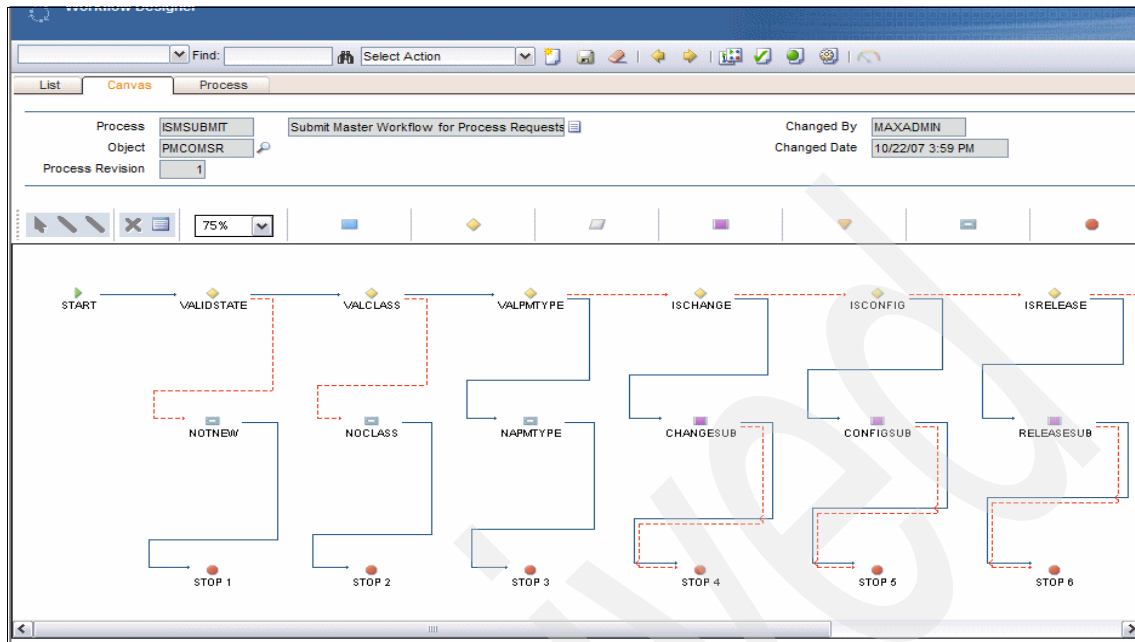 Workflow Designer
Find: Select Action
List Canvas Process
Process ISMSUBMIT Submit Master Workflow for Process Requests Changed By MAXADMIN
Object PMCOMSR Changed Date 10/22/07 3:59 PM
Process Revision 1
75%
START VALIDSTATE VALCLASS VALPMTYPE ISCHANGE ISCONFIG ISRELEASE
NOTNEW NOCLASS NAPMTYPE CHANGESUB CONFIGSUB RELEASESUB
STOP 1 STOP 2 STOP 3 STOP 4 STOP 5 STOP 6